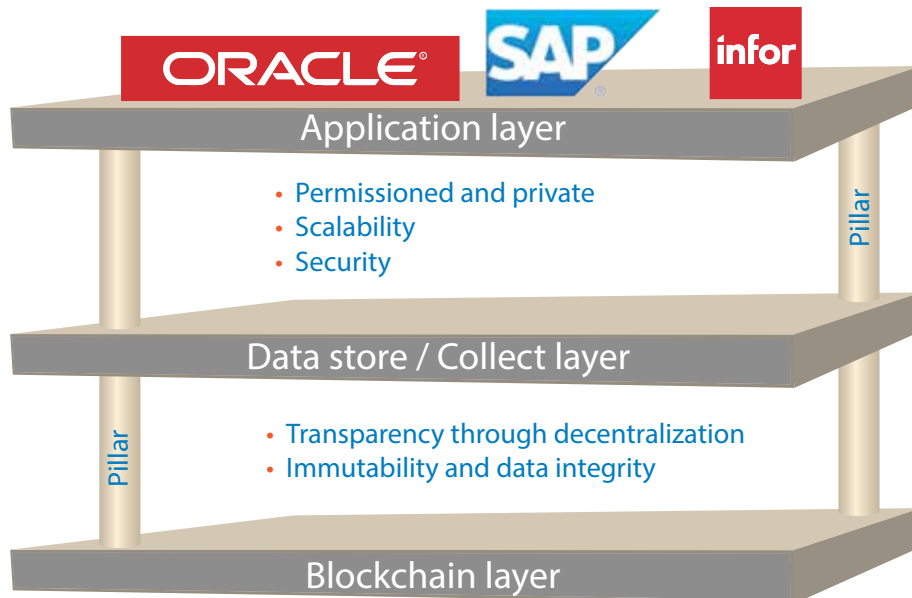 ORACLE®
SAP®
infor
Application layer
• Permissioned and private
• Scalability
• Security
Pillar
Data store / Collect layer
• Transparency through decentralization
• Immutability and data integrity
Pillar
Blockchain layer